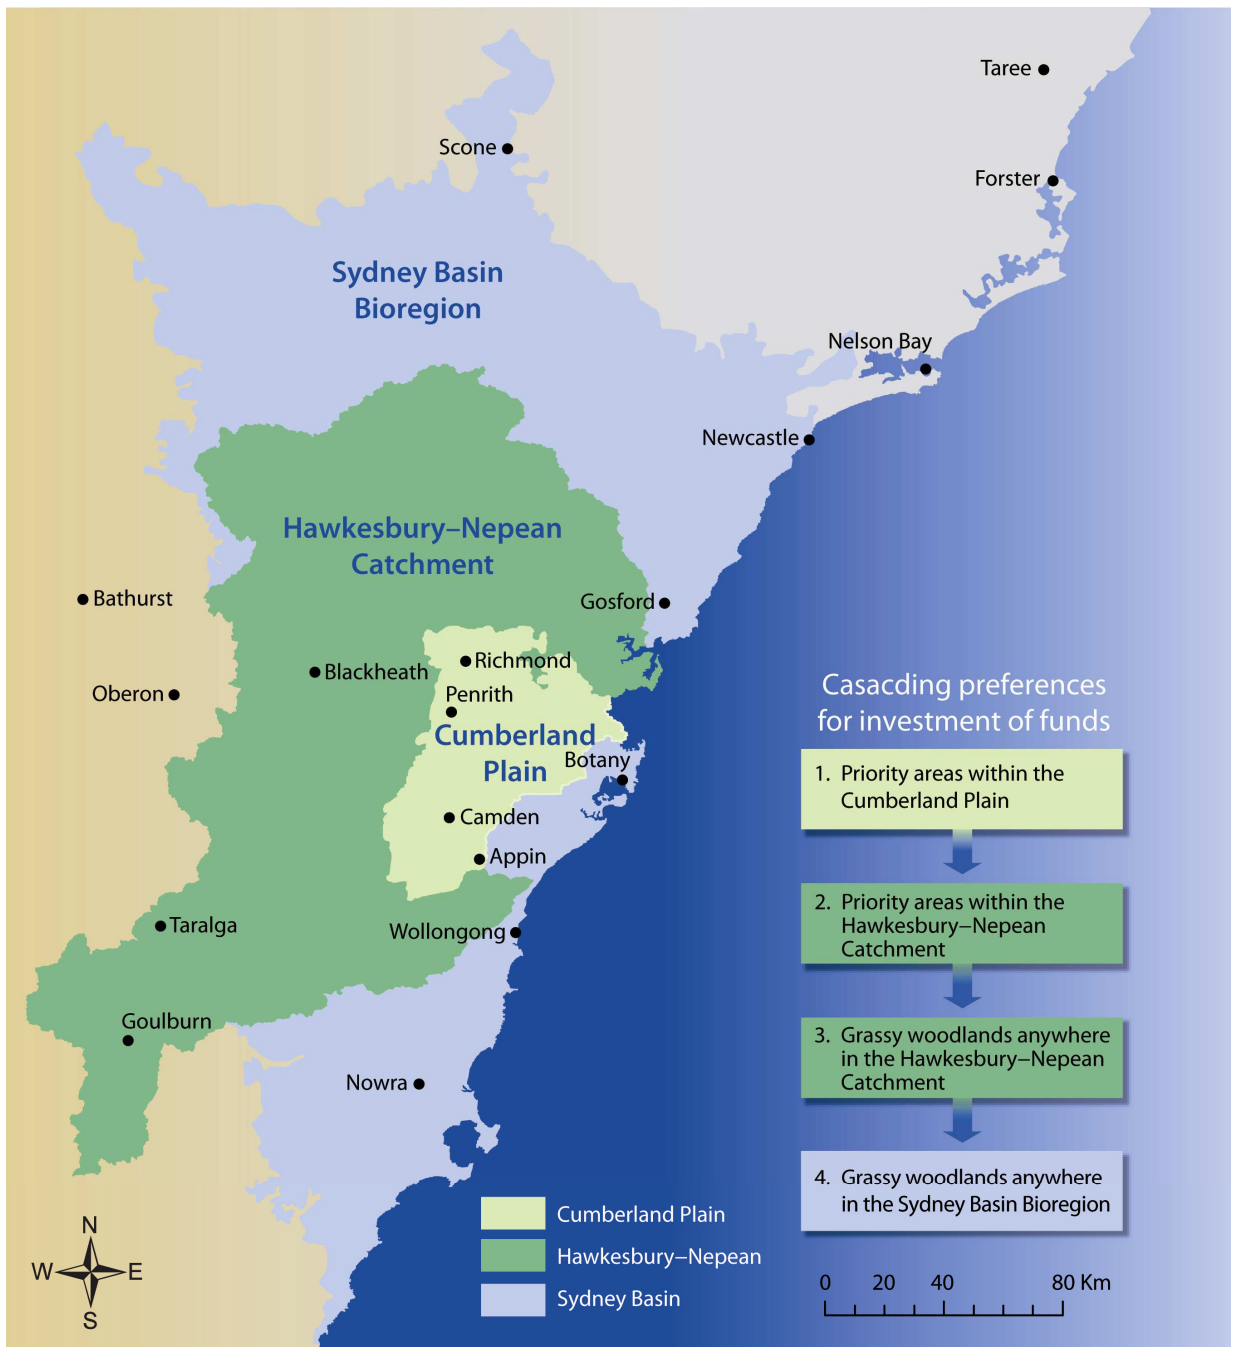 Taree
Scone
Forster
Sydney Basin
Bioregion
Nelson Bay
Newcastle
Hawkesbury–Nepean
Catchment
Bathurst
Gosford
Blackheath
Richmond
Oberon
Penrith
Cumberland
Plain
Botany
Camden
Appin
Taralga
Wollongong
Goulburn
Nowra
Casacding preferences
for investment of funds
1. Priority areas within the
Cumberland Plain
2. Priority areas within the
Hawkesbury–Nepean
Catchment
3. Grassy woodlands anywhere
in the Hawkesbury–Nepean
Catchment
4. Grassy woodlands anywhere
in the Sydney Basin Bioregion
Cumberland Plain
Hawkesbury–Nepean
Sydney Basin
N
W E
S
0 20 40 80 Km